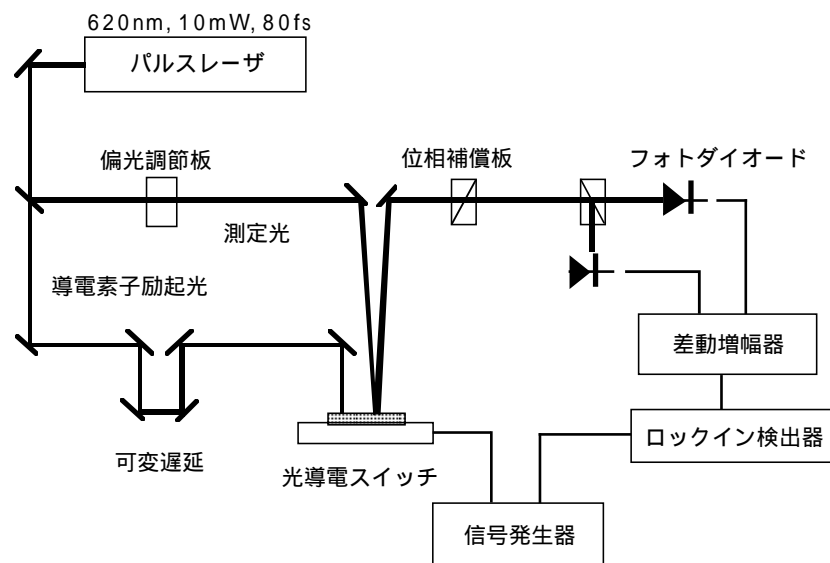 620nm, 10mW, 80fs
パルスレーザ
偏光調節板
位相補償板
フォトダイオード
測定光
導電素子励起光
差動増幅器
ロックイン検出器
可変遅延
光導電スイッチ
信号発生器